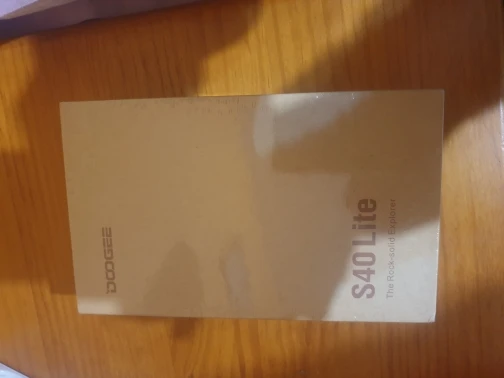 DOOGEE
S40 Lite
The Rock-solid Explorer